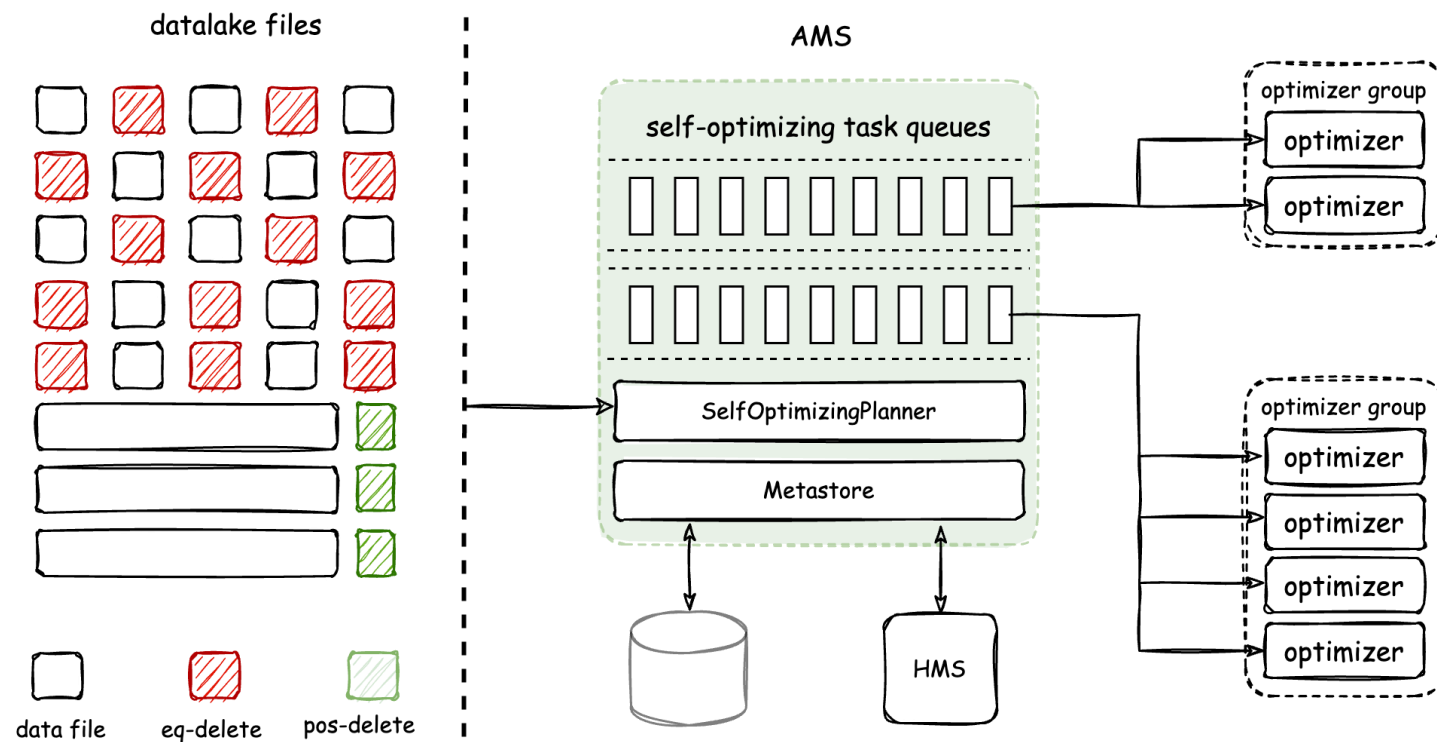 datalake files
AMS
self-optimizing task queues
SelfOptimizingPlanner
Metastore
HMS
optimizer group
optimizer
optimizer
optimizer group
optimizer
optimizer
optimizer
optimizer
data file
eq-delete
pos-delete